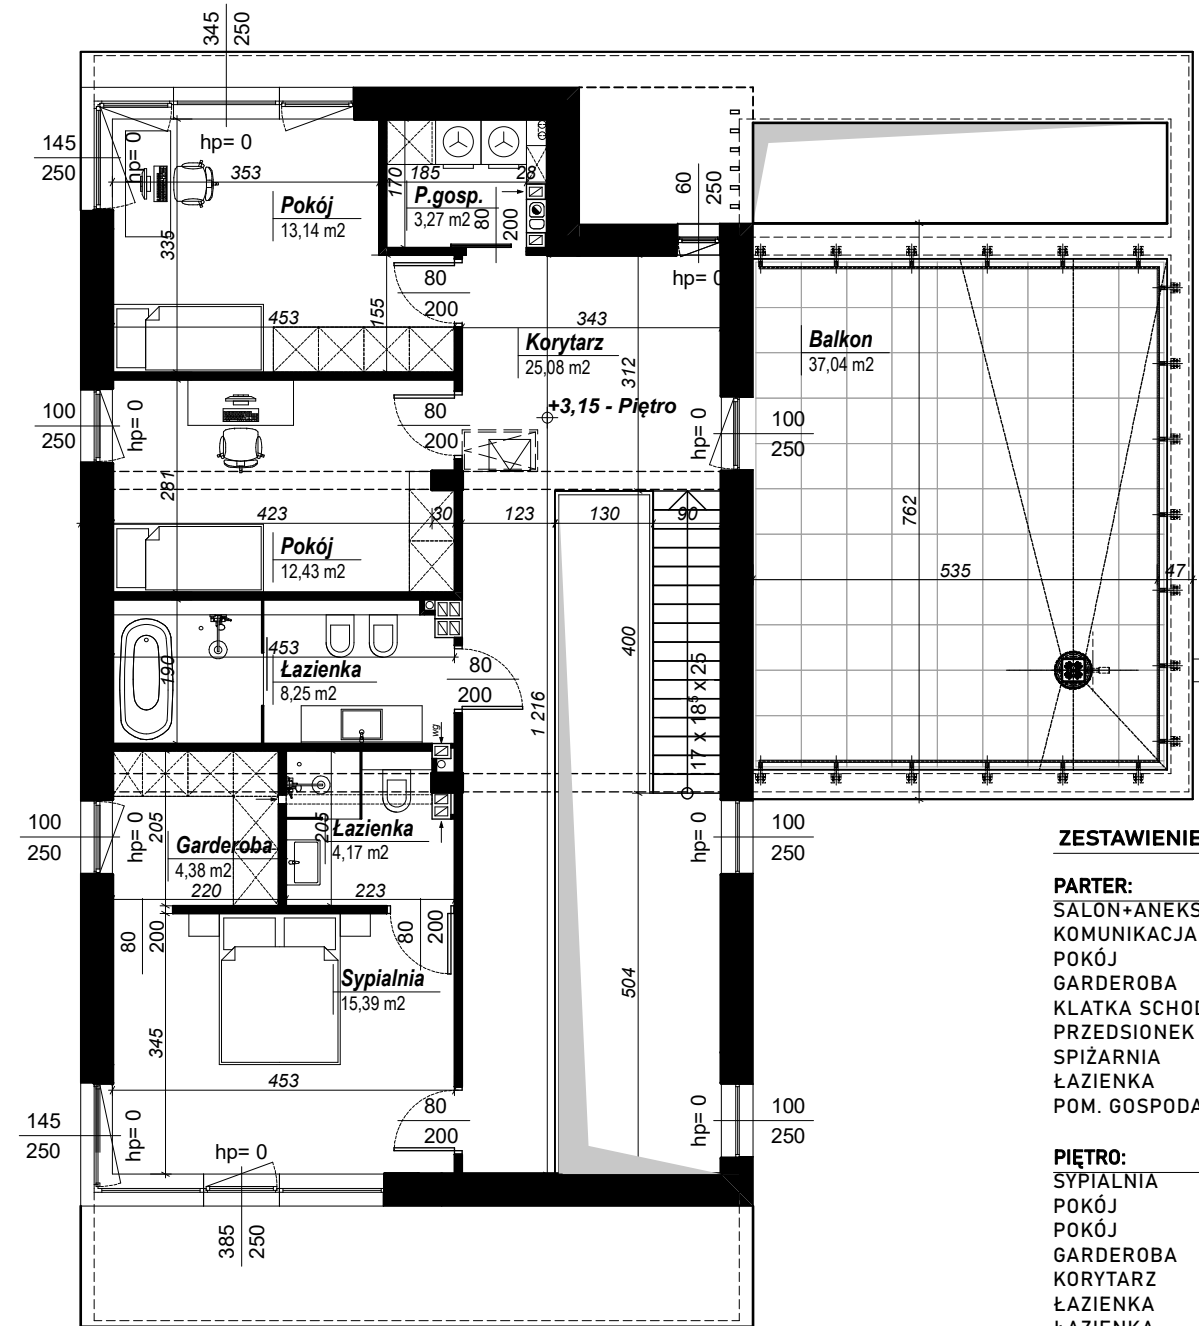 345
250
145
250
hp= 0
hp= 0
353
335
Pokój
13,14 m2
453
155
170
185
28
P.gosp.
3,27 m2
80
200
80
200
60
250
hp= 0
343
Korytarz
25,08 m2
312
+3,15 - Piętro
Balkon
37,04 m2
100
250
hp= 0
80
200
hp= 0
100
250
281
423
30
123
130
90
Pokój
12,43 m2
762
535
47
453
190
Łazienka
8,25 m2
80
200
400
1 216
17 x 18⁵ x 25
wg
100
250
hp= 0
205
Garderoba
4,38 m2
220
205
Łazienka
4,17 m2
223
hp= 0
100
250
80
200
80
200
Sypialnia
15,39 m2
504
345
453
145
250
hp= 0
hp= 0
80
200
hp= 0
100
250
385
250
ZESTAWIENIE
PARTER:
SALON+ANEKS
KOMUNIKACJA
POKÓJ
GARDEROBA
KLATKA SCHOD
PRZEDSIONEK
SPIŻARNIA
ŁAZIENKA
POM. GOSPODA
PIĘTRO:
SYPIALNIA
POKÓJ
POKÓJ
GARDEROBA
KORYTARZ
ŁAZIENKA
ŁAZIENKA